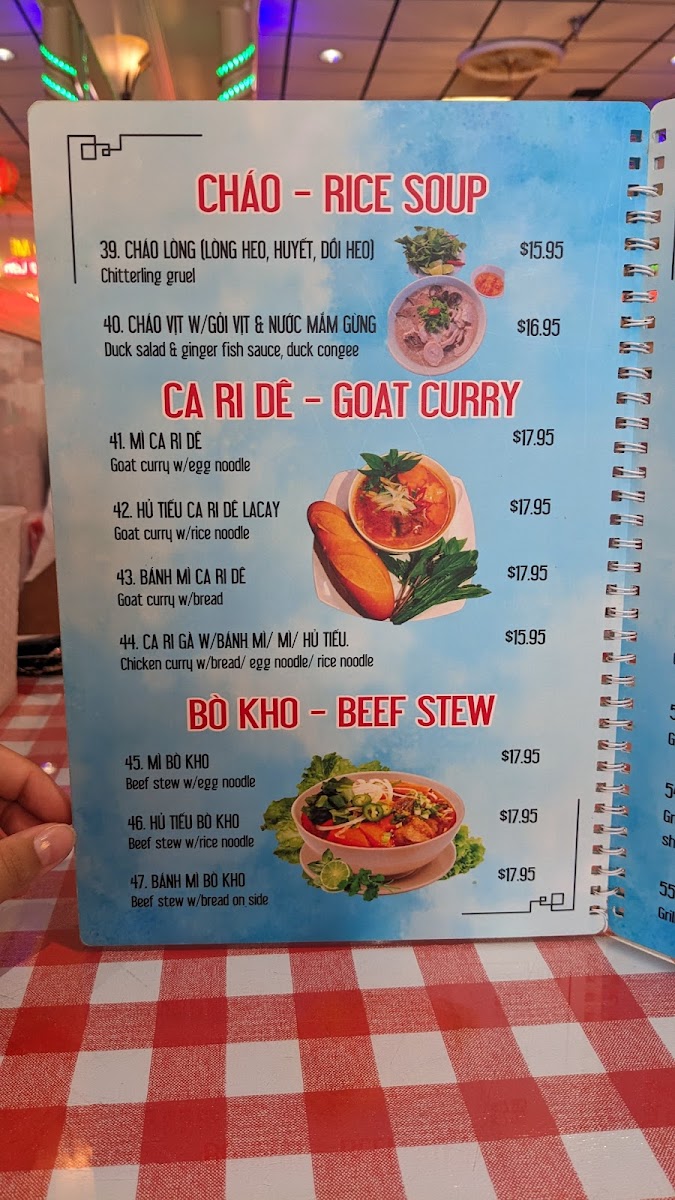 CHÁO - RICE SOUP
39. CHÁO LÒNG (LÒNG HEO, HUYẾT, DỒI HEO) $15.95
Chitterling gruel
40. CHÁO VỊT W/GỎI VỊT & NƯỚC MẮM GỪNG $16.95
Duck salad & ginger fish sauce, duck congee
CA RI DÊ - GOAT CURRY
41. MÌ CA RI DÊ $17.95
Goat curry w/egg noodle
42. HỦ TIẾU CA RI DÊ LACAY $17.95
Goat curry w/rice noodle
43. BÁNH MÌ CA RI DÊ $17.95
Goat curry w/bread
44. CA RI GÀ W/BÁNH MÌ/ MÌ/ HỦ TIẾU. $15.95
Chicken curry w/bread/ egg noodle/ rice noodle
BÒ KHO - BEEF STEW
45. MÌ BÒ KHO $17.95
Beef stew w/egg noodle
46. HỦ TIẾU BÒ KHO $17.95
Beef stew w/rice noodle
47. BÁNH MÌ BÒ KHO $17.95
Beef stew w/bread on side